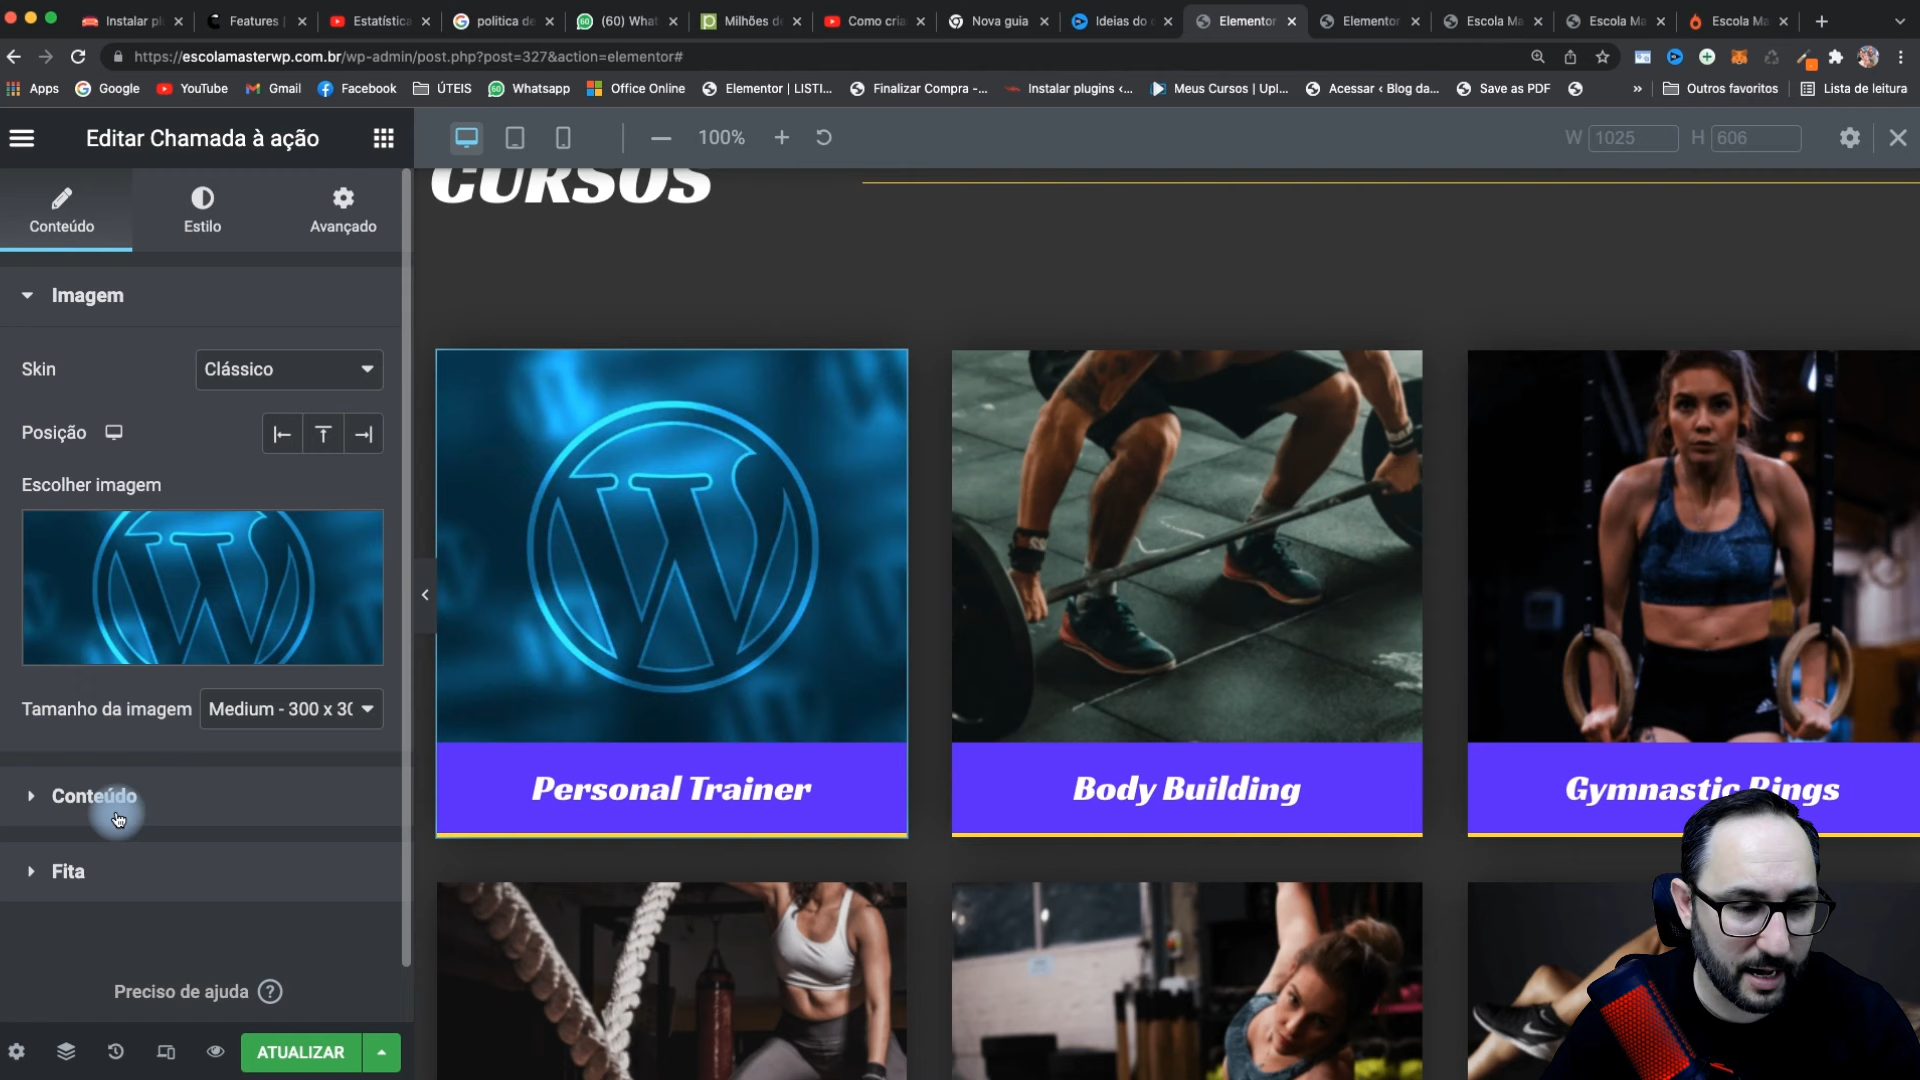 Instalar pl
Features
Estatística
politica de
(60) What
Milhões de
Como cria
Nova guia
Ideias do c
Elementor
Elementor
Escola Ma
Escola Ma
Escola Ma
https://escolamasterwp.com.br/wp-admin/post.php?post=327&action=elementor#
Apps
Google
YouTube
Gmail
Facebook
ÚTEIS
Whatsapp
Office Online
Elementor | LISTI...
Finalizar Compra -...
Instalar plugins ‹...
Meus Cursos | Upl...
Acessar ‹ Blog da...
Save as PDF
»
Outros favoritos
Lista de leitura
Editar Chamada à ação
100%
W 1025
H 606
Conteúdo
Estilo
Avançado
CURSOS
Imagem
Skin
Clássico
Posição
Escolher imagem
Tamanho da imagem
Medium - 300 x 30
Conteúdo
Fita
Preciso de ajuda
ATUALIZAR
Personal Trainer
Body Building
Gymnastic Rings